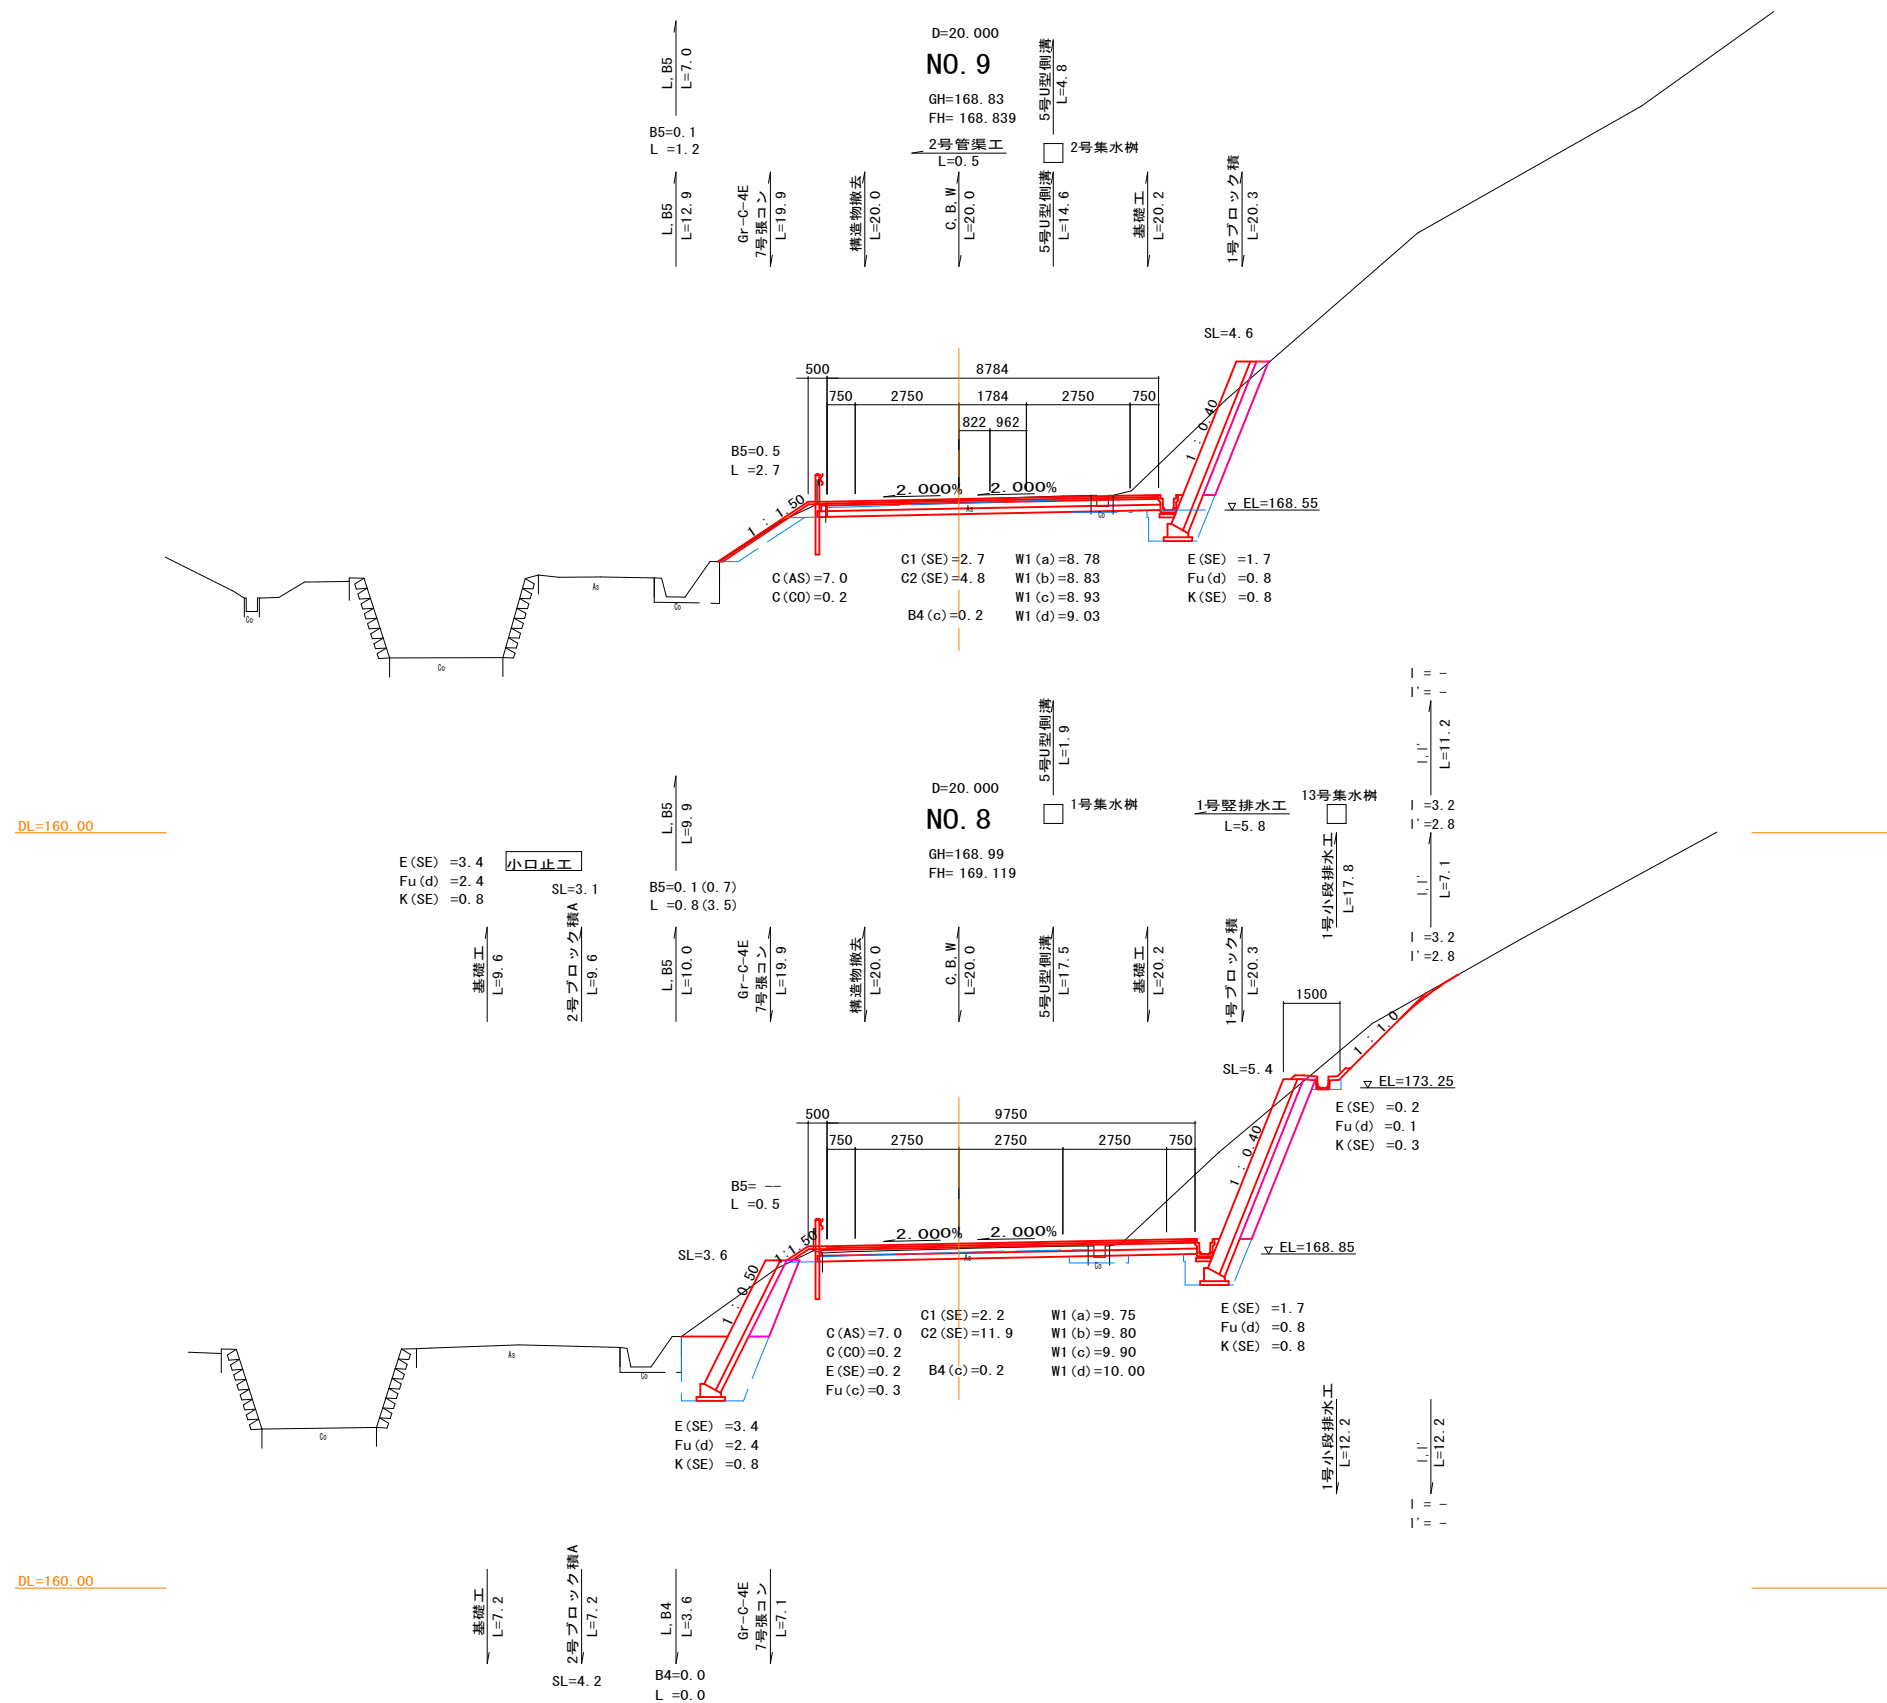 D=20.000
NO.9
GH=168.83
FH= 168.839
L,B5
L=7.0
B5=0.1
L =1.2
5号U型側溝
L=4.8
2号管渠工
L=0.5
2号集水桝
L,B5
L=12.9
Gr-C-4E
7号張コン
L=19.9
構造物撤去
L=20.0
C,B,W
L=20.0
5号U型側溝
L=14.6
基礎工
L=20.2
1号ブロック積
L=20.3
SL=4.6
500
8784
750
2750
1784
2750
750
822
962
1 : 0.40
B5=0.5
L =2.7
1 : 1.50
2.000%
2.000%
As
Co
EL=168.55
C(AS)=7.0
C(CO)=0.2
C1(SE)=2.7
C2(SE)=4.8
B4(c)=0.2
W1(a)=8.78
W1(b)=8.83
W1(c)=8.93
W1(d)=9.03
E(SE) =1.7
Fu(d) =0.8
K(SE) =0.8
As
Co
Co
Co
l = -
l'= -
l,l'
L=11.2
l =3.2
l'=2.8
l,l'
L=7.1
l =3.2
l'=2.8
5号U型側溝
L=1.9
D=20.000
NO.8
GH=168.99
FH= 169.119
1号集水桝
1号竪排水工
L=5.8
13号集水桝
1号小段排水工
L=17.8
DL=160.00
E(SE) =3.4
Fu(d) =2.4
K(SE) =0.8
小口止工
SL=3.1
L,B5
L=9.9
B5=0.1(0.7)
L =0.8(3.5)
基礎工
L=9.6
2号ブロック積A
L=9.6
L,B5
L=10.0
Gr-C-4E
7号張コン
L=19.9
構造物撤去
L=20.0
C,B,W
L=20.0
5号U型側溝
L=17.5
基礎工
L=20.2
1号ブロック積
L=20.3
1500
1 : 1.0
SL=5.4
EL=173.25
E(SE) =0.2
Fu(d) =0.1
K(SE) =0.3
500
9750
750
2750
2750
2750
750
1 : 0.40
B5= --
L =0.5
SL=3.6
1:1.50
1 : 0.50
2.000%
2.000%
As
Co
EL=168.85
C(AS)=7.0
C(CO)=0.2
E(SE)=0.2
Fu(c)=0.3
C1(SE)=2.2
C2(SE)=11.9
B4(c)=0.2
W1(a)=9.75
W1(b)=9.80
W1(c)=9.90
W1(d)=10.00
E(SE) =1.7
Fu(d) =0.8
K(SE) =0.8
As
Co
Co
E(SE) =3.4
Fu(d) =2.4
K(SE) =0.8
1号小段排水工
L=12.2
l,l'
L=12.2
l = -
l'= -
DL=160.00
基礎工
L=7.2
2号ブロック積A
L=7.2
SL=4.2
L,B4
L=3.6
B4=0.0
L =0.0
Gr-C-4E
7号張コン
L=7.1